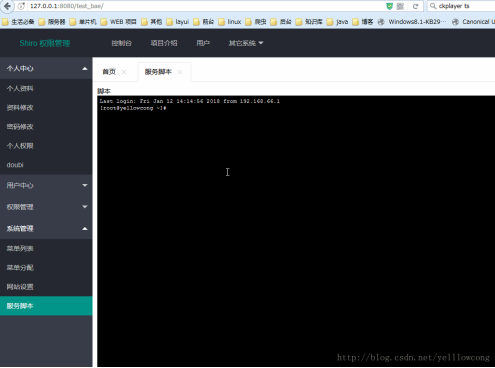 127.0.0.1:8080/test_bae/
ckplayer ts
生活必备 服务器 单片机 WEB 项目 其他 layui 前台 linux 爬虫 后台 知识库 java 博客 Windows8.1-KB29··· Canonical U
Shiro 权限管理 控制台 项目介绍 用户 其它系统
个人中心
个人资料
资料修改
密码修改
个人权限
doubi
用户中心
权限管理
系统管理
菜单列表
菜单分配
网站设置
服务脚本
首页 服务脚本
脚本
Last login: Fri Jan 12 14:14:56 2018 from 192.168.66.1
[root@yellowcong ~]#
http://blog.csdn.net/yelllowcong